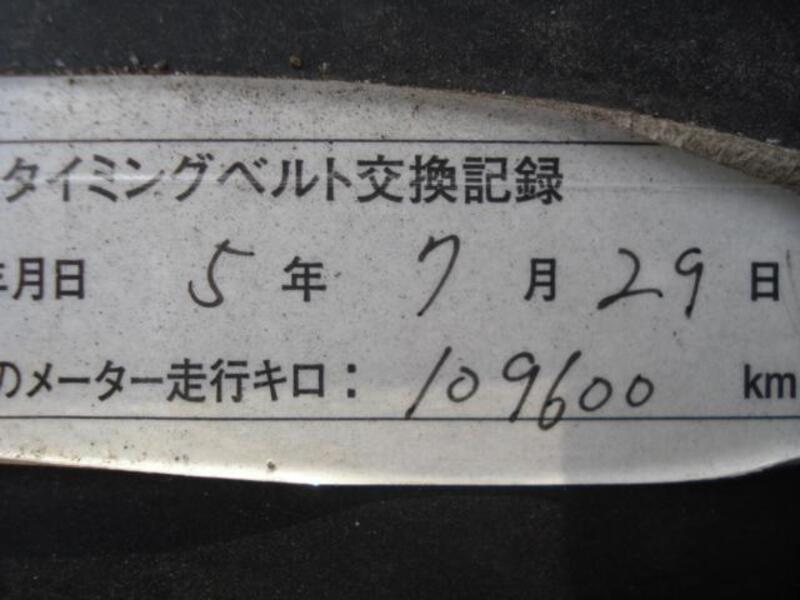 タイミングベルト交換記録
年月日 5 年 7 月 29 日
のメーター走行キロ: 109600 km